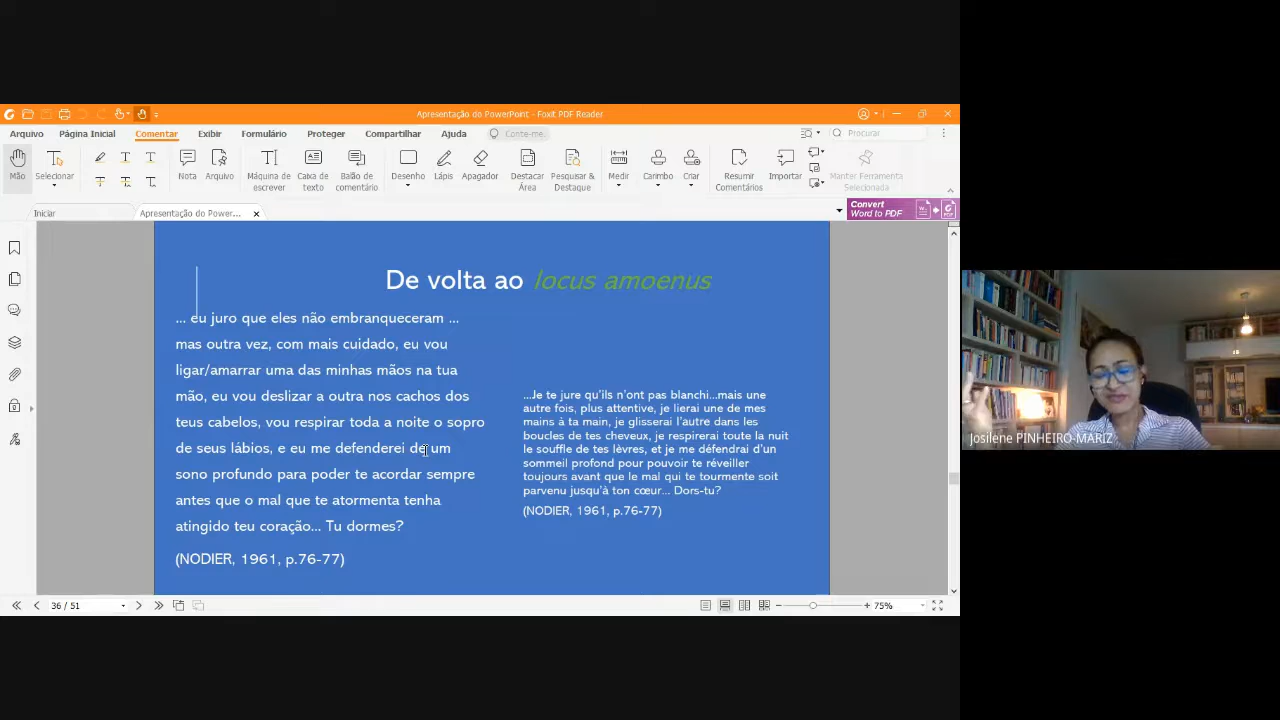 Apresentação do PowerPoint - Foxit PDF Reader
Arquivo Página Inicial Comentar Exibir Formulário Proteger Compartilhar Ajuda Conte-me. Procurar
Mão
Selecionar
Nota
Arquivo
Máquina de
escrever
Caixa de
texto
Balão de
comentário
Desenho
Lápis
Apagador
Destacar
Área
Pesquisar &
Destaque
Medir
Carimbo
Criar
Resumir
Comentários
Importar
Manter Ferramenta
Selecionada
Iniciar
Apresentação do Power...
Convert
Word to PDF
De volta ao locus amoenus
... eu juro que eles não embranqueceram ...
mas outra vez, com mais cuidado, eu vou
ligar/amarrar uma das minhas mãos na tua
mão, eu vou deslizar a outra nos cachos dos
teus cabelos, vou respirar toda a noite o sopro
de seus lábios, e eu me defenderei de um
sono profundo para poder te acordar sempre
antes que o mal que te atormenta tenha
atingido teu coração... Tu dormes?
(NODIER, 1961, p.76-77)
...Je te jure qu'ils n'ont pas blanchi...mais une
autre fois, plus attentive, je lierai une de mes
mains à ta main, je glisserai l'autre dans les
boucles de tes cheveux, je respirerai toute la nuit
le souffle de tes lèvres, et je me défendrai d'un
sommeil profond pour pouvoir te réveiller
toujours avant que le mal qui te tourmente soit
parvenu jusqu'à ton cœur... Dors-tu?
(NODIER, 1961, p.76-77)
Josilene PINHEIRO-MARIZ
36 / 51
75%